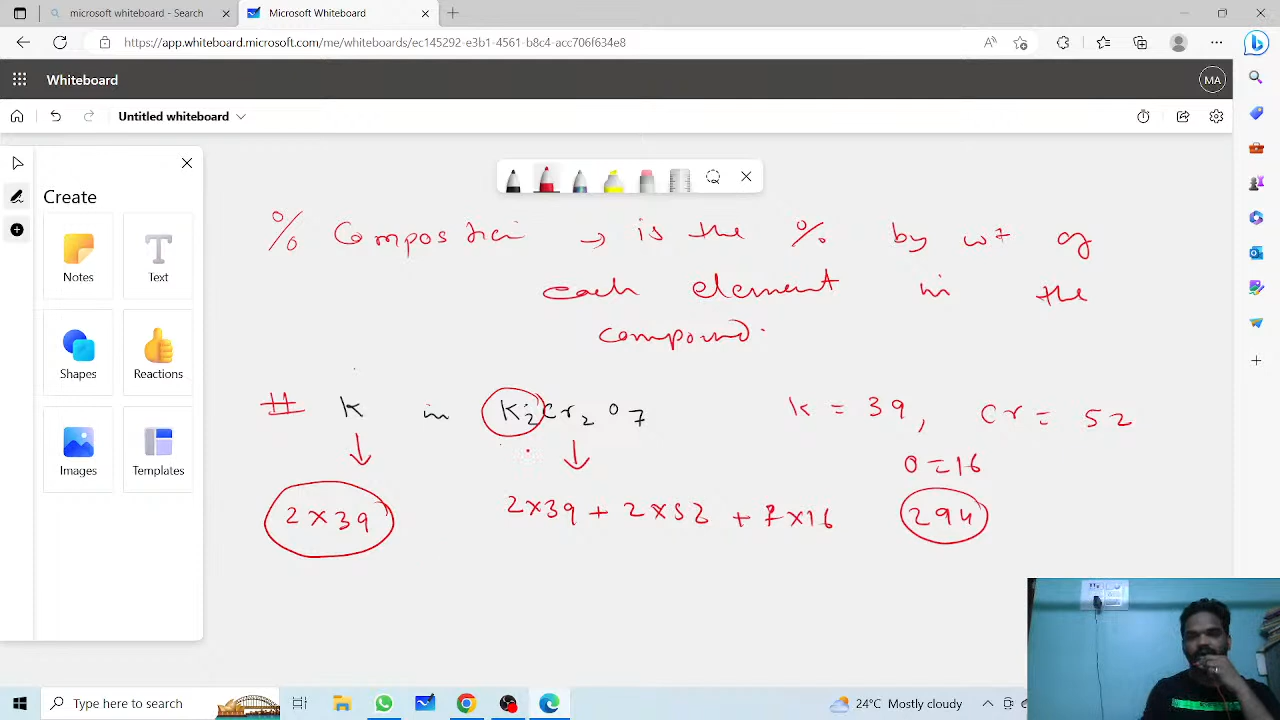 microsoft whiteboard - Search
Microsoft Whiteboard
https://app.whiteboard.microsoft.com/me/whiteboards/ec145292-e3b1-4561-b8c4-acc706f634e8
Whiteboard
MA
Untitled whiteboard
Create
Notes
Text
Shapes
Reactions
Images
Templates
% Composition → is the % by wt of
each element in the
compound.
# K in K2Cr2O7 K = 39, Cr = 52
O = 16
2×39 2×39 + 2×52 + 7×16 294
Type here to search
24°C Mostly cloudy